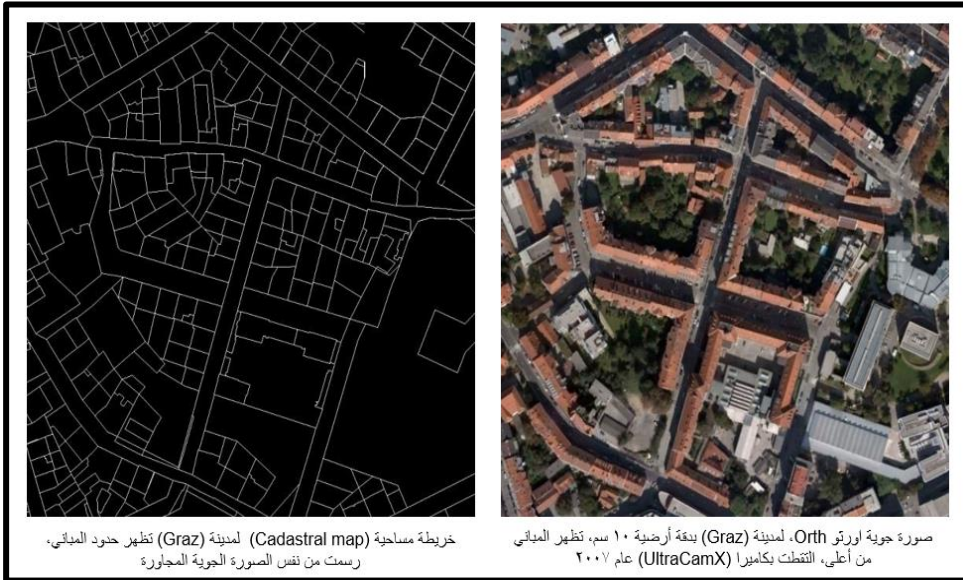 صورة جوية اورتو Orth، لمدينة (Graz) بدقة أرضية ١٠ سم، تظهر المباني
من أعلى، التقطت بكاميرا (UltraCamX) عام ٢٠٠٧
خريطة مساحية (Cadastral map) لمدينة (Graz) تظهر حدود المباني،
رسمت من نفس الصورة الجوية المجاورة